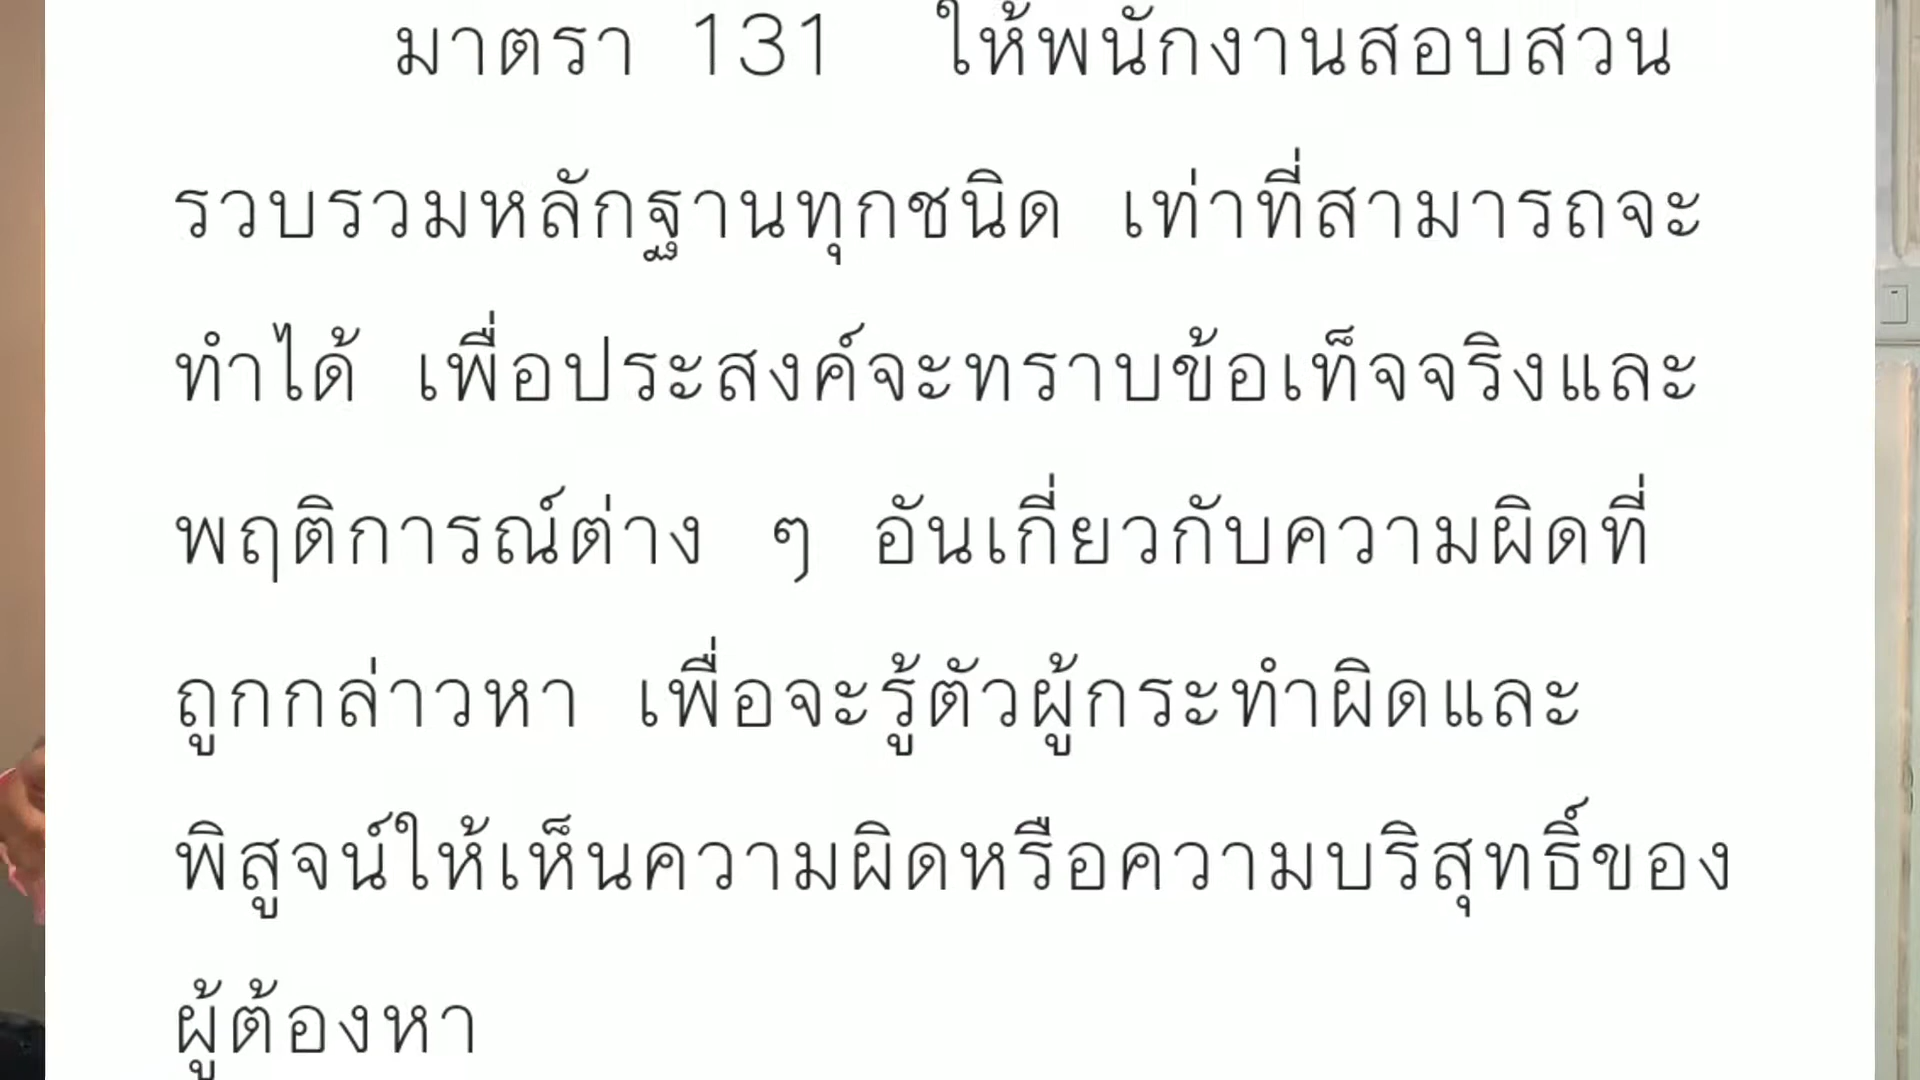 มาตรา 131 ให้พนักงานสอบสวน
รวบรวมหลักฐานทุกชนิด เท่าที่สามารถจะ
ทำได้ เพื่อประสงค์จะทราบข้อเท็จจริงและ
พฤติการณ์ต่าง ๆ อันเกี่ยวกับความผิดที่
ถูกกล่าวหา เพื่อจะรู้ตัวผู้กระทำผิดและ
พิสูจน์ให้เห็นความผิดหรือความบริสุทธิ์ของ
ผู้ต้องหา